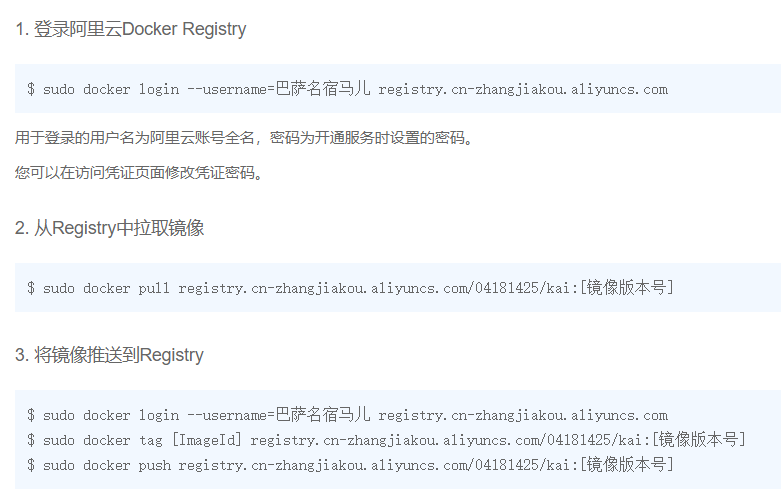 1. 登录阿里云Docker Registry
$ sudo docker login --username=巴萨名宿马儿 registry.cn-zhangjiakou.aliyuncs.com
用于登录的用户名为阿里云账号全名，密码为开通服务时设置的密码。
您可以在访问凭证页面修改凭证密码。
2. 从Registry中拉取镜像
$ sudo docker pull registry.cn-zhangjiakou.aliyuncs.com/04181425/kai:[镜像版本号]
3. 将镜像推送到Registry
$ sudo docker login --username=巴萨名宿马儿 registry.cn-zhangjiakou.aliyuncs.com
$ sudo docker tag [ImageId] registry.cn-zhangjiakou.aliyuncs.com/04181425/kai:[镜像版本号]
$ sudo docker push registry.cn-zhangjiakou.aliyuncs.com/04181425/kai:[镜像版本号]